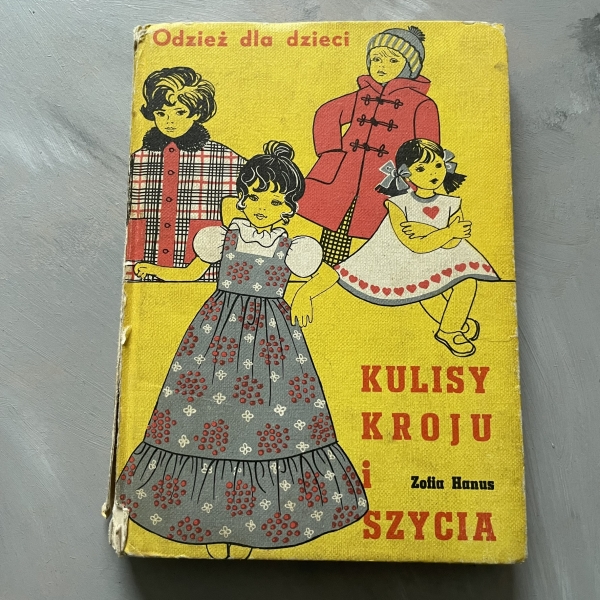 Odzież dla dzieci
KULISY
KROJU
i
Zofia Hanus
SZYCIA